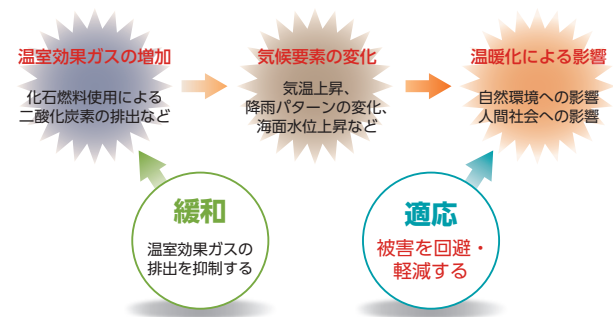 温室効果ガスの増加
化石燃料使用による
二酸化炭素の排出など
気候要素の変化
気温上昇、
降雨パターンの変化、
海面水位上昇など
温暖化による影響
自然環境への影響
人間社会への影響
緩和
温室効果ガスの
排出を抑制する
適応
被害を回避・
軽減する